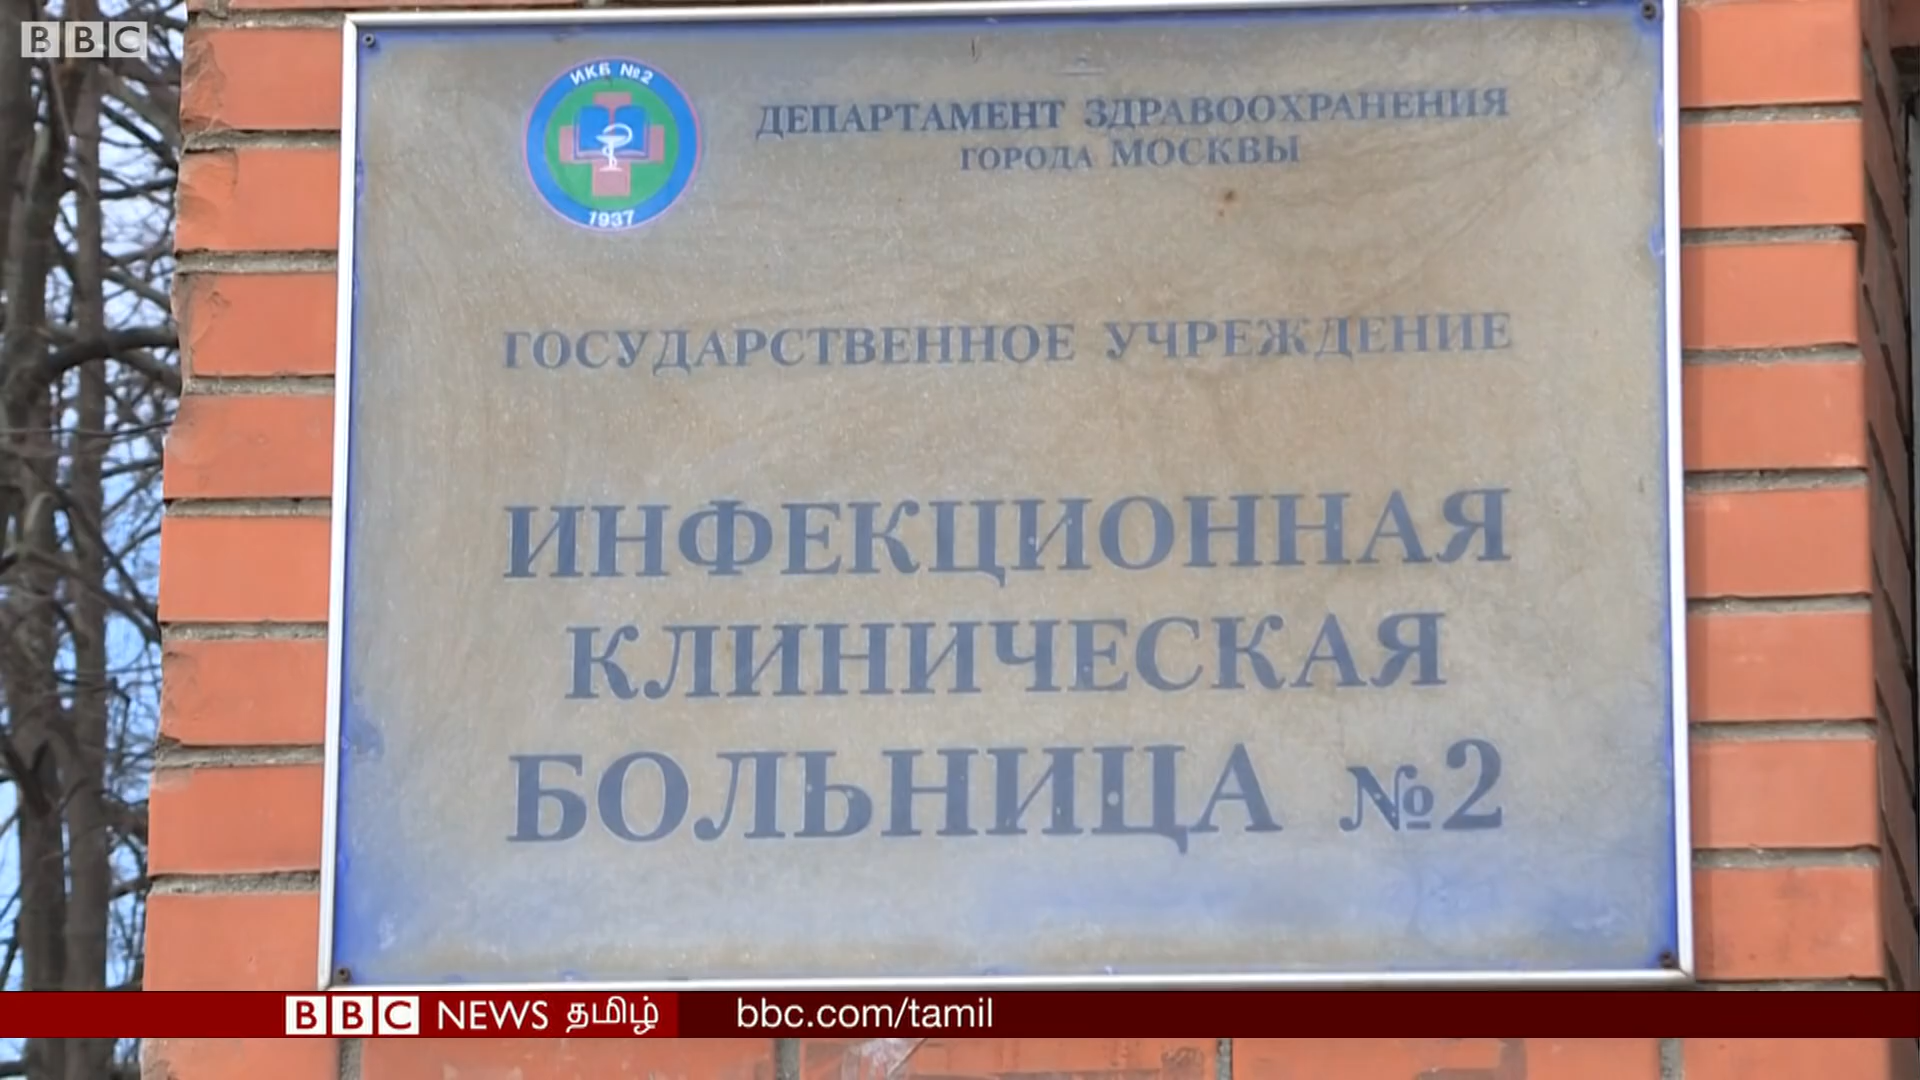 BBC
ИКБ №2
1937
ДЕПАРТАМЕНТ ЗДРАВООХРАНЕНИЯ
ГОРОДА МОСКВЫ
ГОСУДАРСТВЕННОЕ УЧРЕЖДЕНИЕ
ИНФЕКЦИОННАЯ
КЛИНИЧЕСКАЯ
БОЛЬНИЦА №2
BBC NEWS தமிழ் bbc.com/tamil